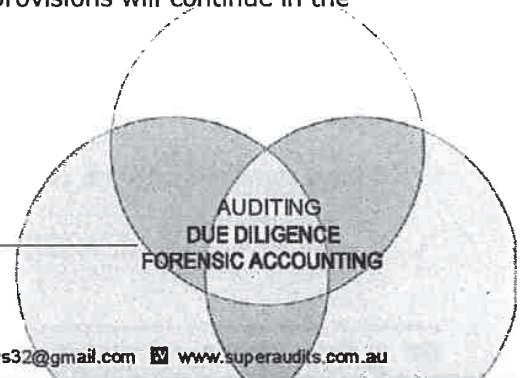 provisions will continue in the
AUDITING
DUE DILIGENCE
FORENSIC ACCOUNTING
s32@gmail.com www.superaudits.com.au